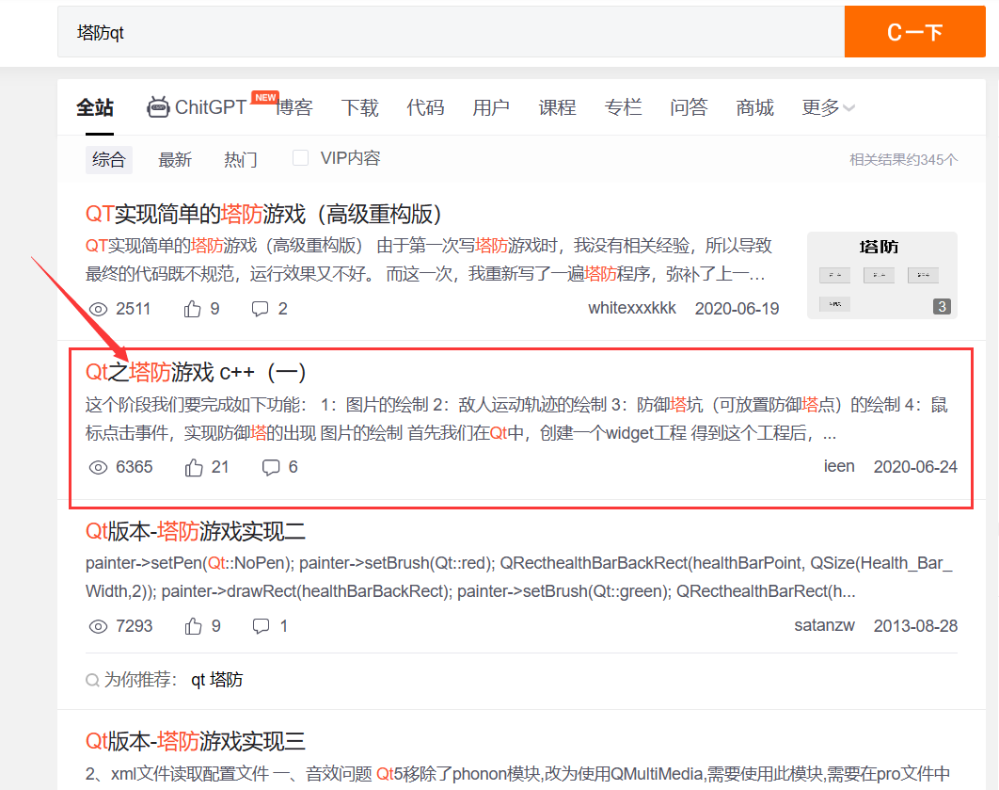 塔防qt
C一下
全站 ChitGPT NEW 博客 下载 代码 用户 课程 专栏 问答 商城 更多
综合 最新 热门 VIP内容 相关结果约345个
QT实现简单的塔防游戏（高级重构版）
QT实现简单的塔防游戏（高级重构版） 由于第一次写塔防游戏时，我没有相关经验，所以导致
最终的代码既不规范，运行效果又不好。 而这一次，我重新写了一遍塔防程序，弥补了上一…
塔防
3
2511 9 2 whitexxxkkk 2020-06-19
Qt之塔防游戏 c++（一）
这个阶段我们要完成如下功能： 1：图片的绘制 2：敌人运动轨迹的绘制 3：防御塔坑（可放置防御塔点）的绘制 4：鼠
标点击事件，实现防御塔的出现 图片的绘制 首先我们在Qt中，创建一个widget工程 得到这个工程后，...
6365 21 6 ieen 2020-06-24
Qt版本-塔防游戏实现二
painter->setPen(Qt::NoPen); painter->setBrush(Qt::red); QRecthealthBarBackRect(healthBarPoint, QSize(Health_Bar_
Width,2)); painter->drawRect(healthBarBackRect); painter->setBrush(Qt::green); QRecthealthBarRect(h...
7293 9 1 satanzw 2013-08-28
为你推荐： qt 塔防
Qt版本-塔防游戏实现三
2、xml文件读取配置文件 一、音效问题 Qt5移除了phonon模块,改为使用QMultiMedia,需要使用此模块,需要在pro文件中